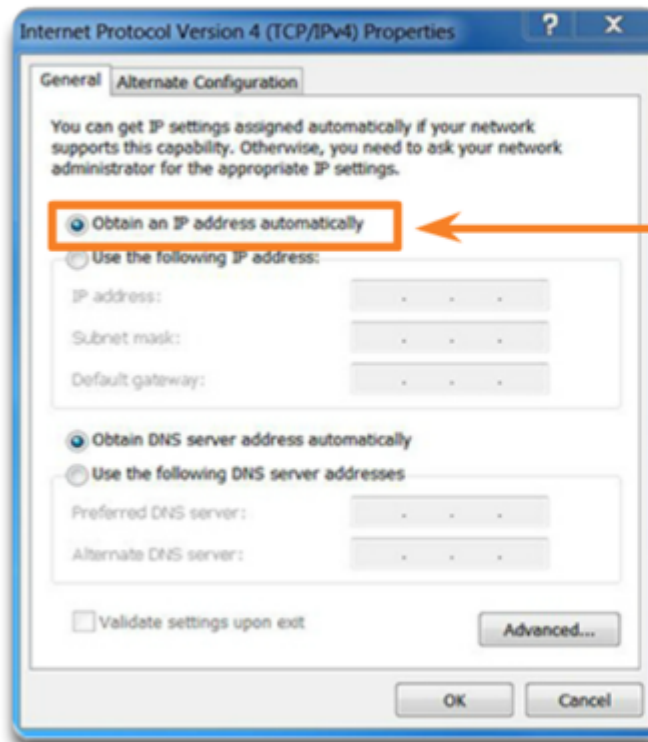 Internet Protocol Version 4 (TCP/IPv4) Properties
General
Alternate Configuration
You can get IP settings assigned automatically if your network
supports this capability. Otherwise, you need to ask your network
administrator for the appropriate IP settings.
Obtain an IP address automatically
Use the following IP address:
IP address:
Subnet mask:
Default gateway:
Obtain DNS server address automatically
Use the following DNS server addresses
Preferred DNS server:
Alternate DNS server:
Validate settings upon exit
Advanced...
OK
Cancel